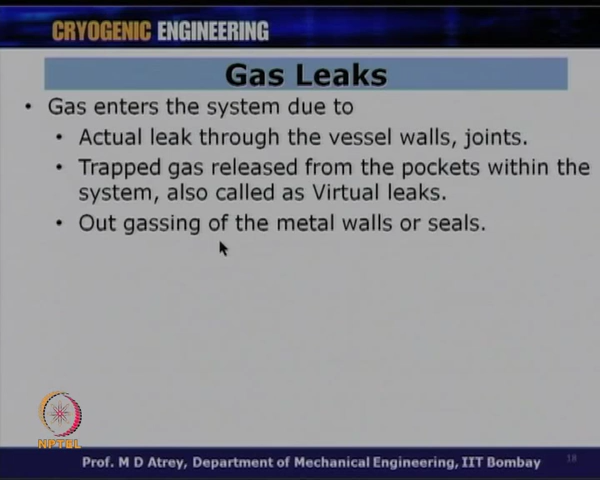 CRYOGENIC ENGINEERING
Gas Leaks
• Gas enters the system due to
• Actual leak through the vessel walls, joints.
• Trapped gas released from the pockets within the
system, also called as Virtual leaks.
• Out gassing of the metal walls or seals.
NPTEL
Prof. M D Atrey, Department of Mechanical Engineering, IIT Bombay
18